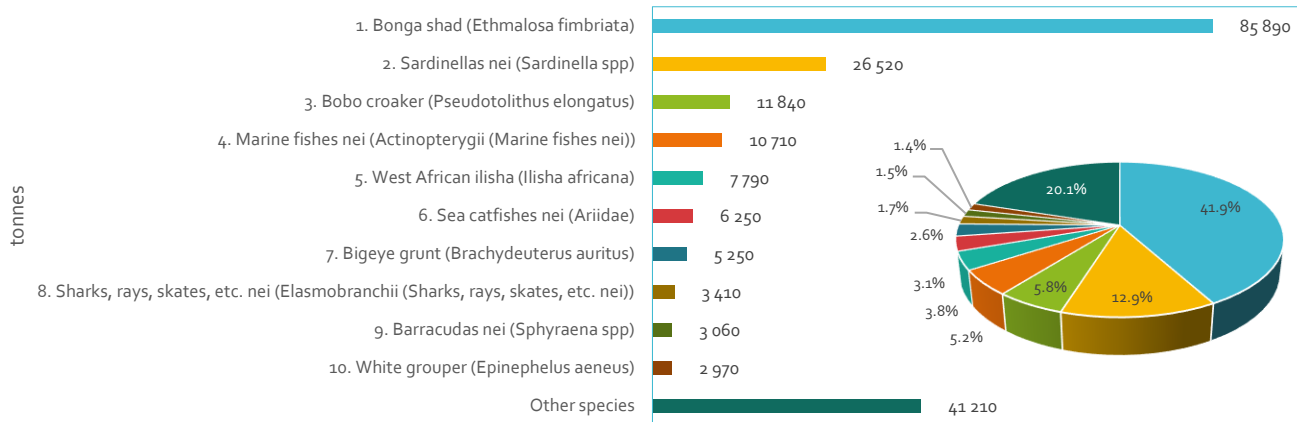 tonnes
1. Bonga shad (Ethmalosa fimbriata)
85 890
2. Sardinellas nei (Sardinella spp)
26 520
3. Bobo croaker (Pseudotolithus elongatus)
11 840
4. Marine fishes nei (Actinopterygii (Marine fishes nei))
10 710
5. West African ilisha (Ilisha africana)
7 790
6. Sea catfishes nei (Ariidae)
6 250
7. Bigeye grunt (Brachydeuterus auritus)
5 250
8. Sharks, rays, skates, etc. nei (Elasmobranchii (Sharks, rays, skates, etc. nei))
3 410
9. Barracudas nei (Sphyraena spp)
3 060
10. White grouper (Epinephelus aeneus)
2 970
Other species
41 210
41.9%
12.9%
5.8%
5.2%
3.8%
3.1%
2.6%
1.7%
1.5%
1.4%
20.1%